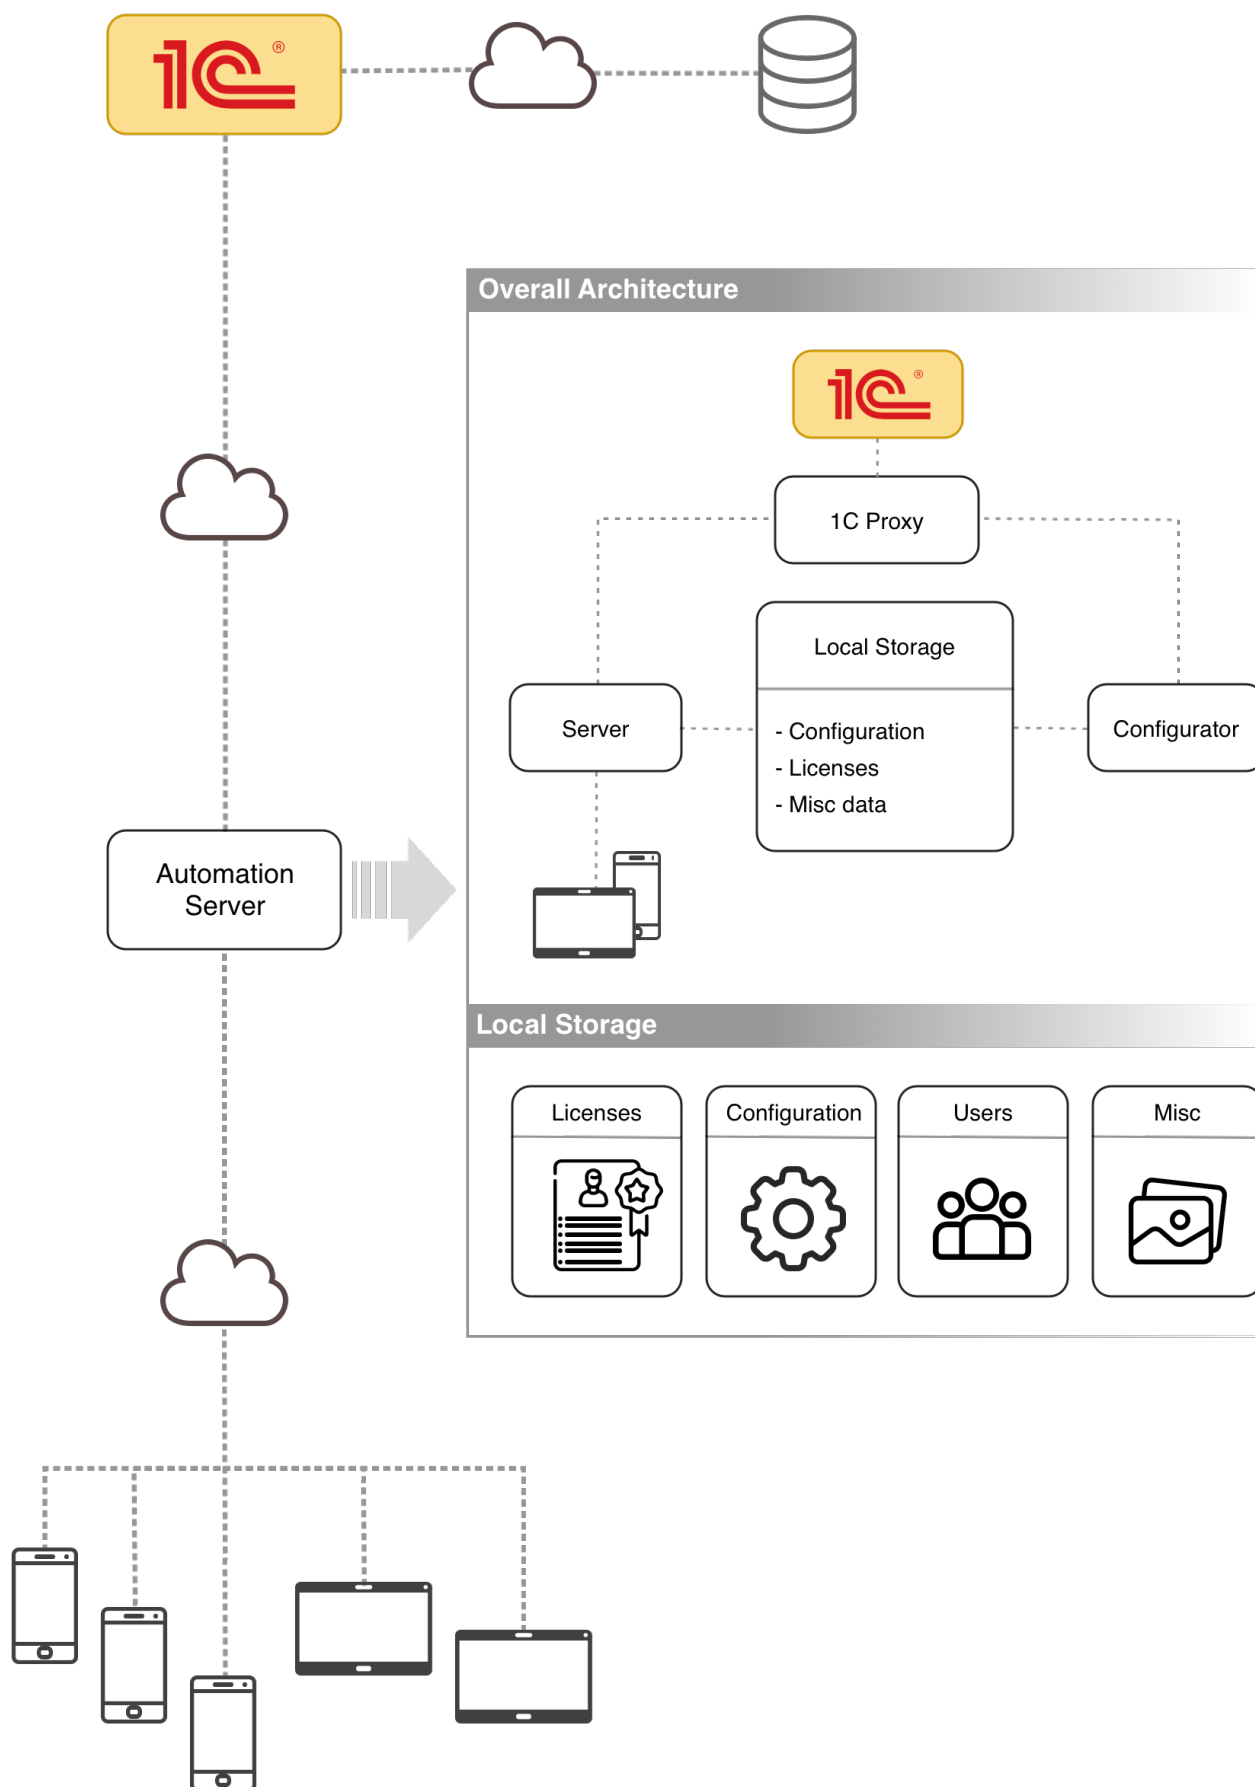 1C®
Overall Architecture
1C®
1C Proxy
Local Storage
Server
- Configuration
- Licenses
- Misc data
Configurator
Automation
Server
Local Storage
Licenses
Configuration
Users
Misc